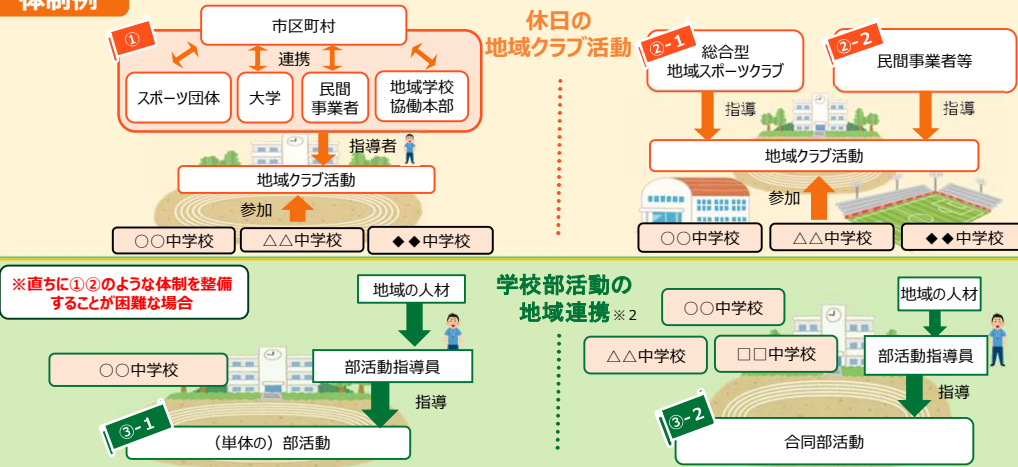 体制例
①
市区町村
連携
スポーツ団体
大学
民間
事業者
地域学校
協働本部
指導者
地域クラブ活動
参加
○○中学校
△△中学校
◆◆中学校
休日の
地域クラブ活動
②-1
総合型
地域スポーツクラブ
②-2
民間事業者等
指導
指導
地域クラブ活動
参加
○○中学校
△△中学校
◆◆中学校
※直ちに①②のような体制を整備
することが困難な場合
地域の人材
○○中学校
部活動指導員
指導
③-1
（単体の）部活動
学校部活動の
地域連携※2
○○中学校
△△中学校
□□中学校
地域の人材
部活動指導員
指導
③-2
合同部活動